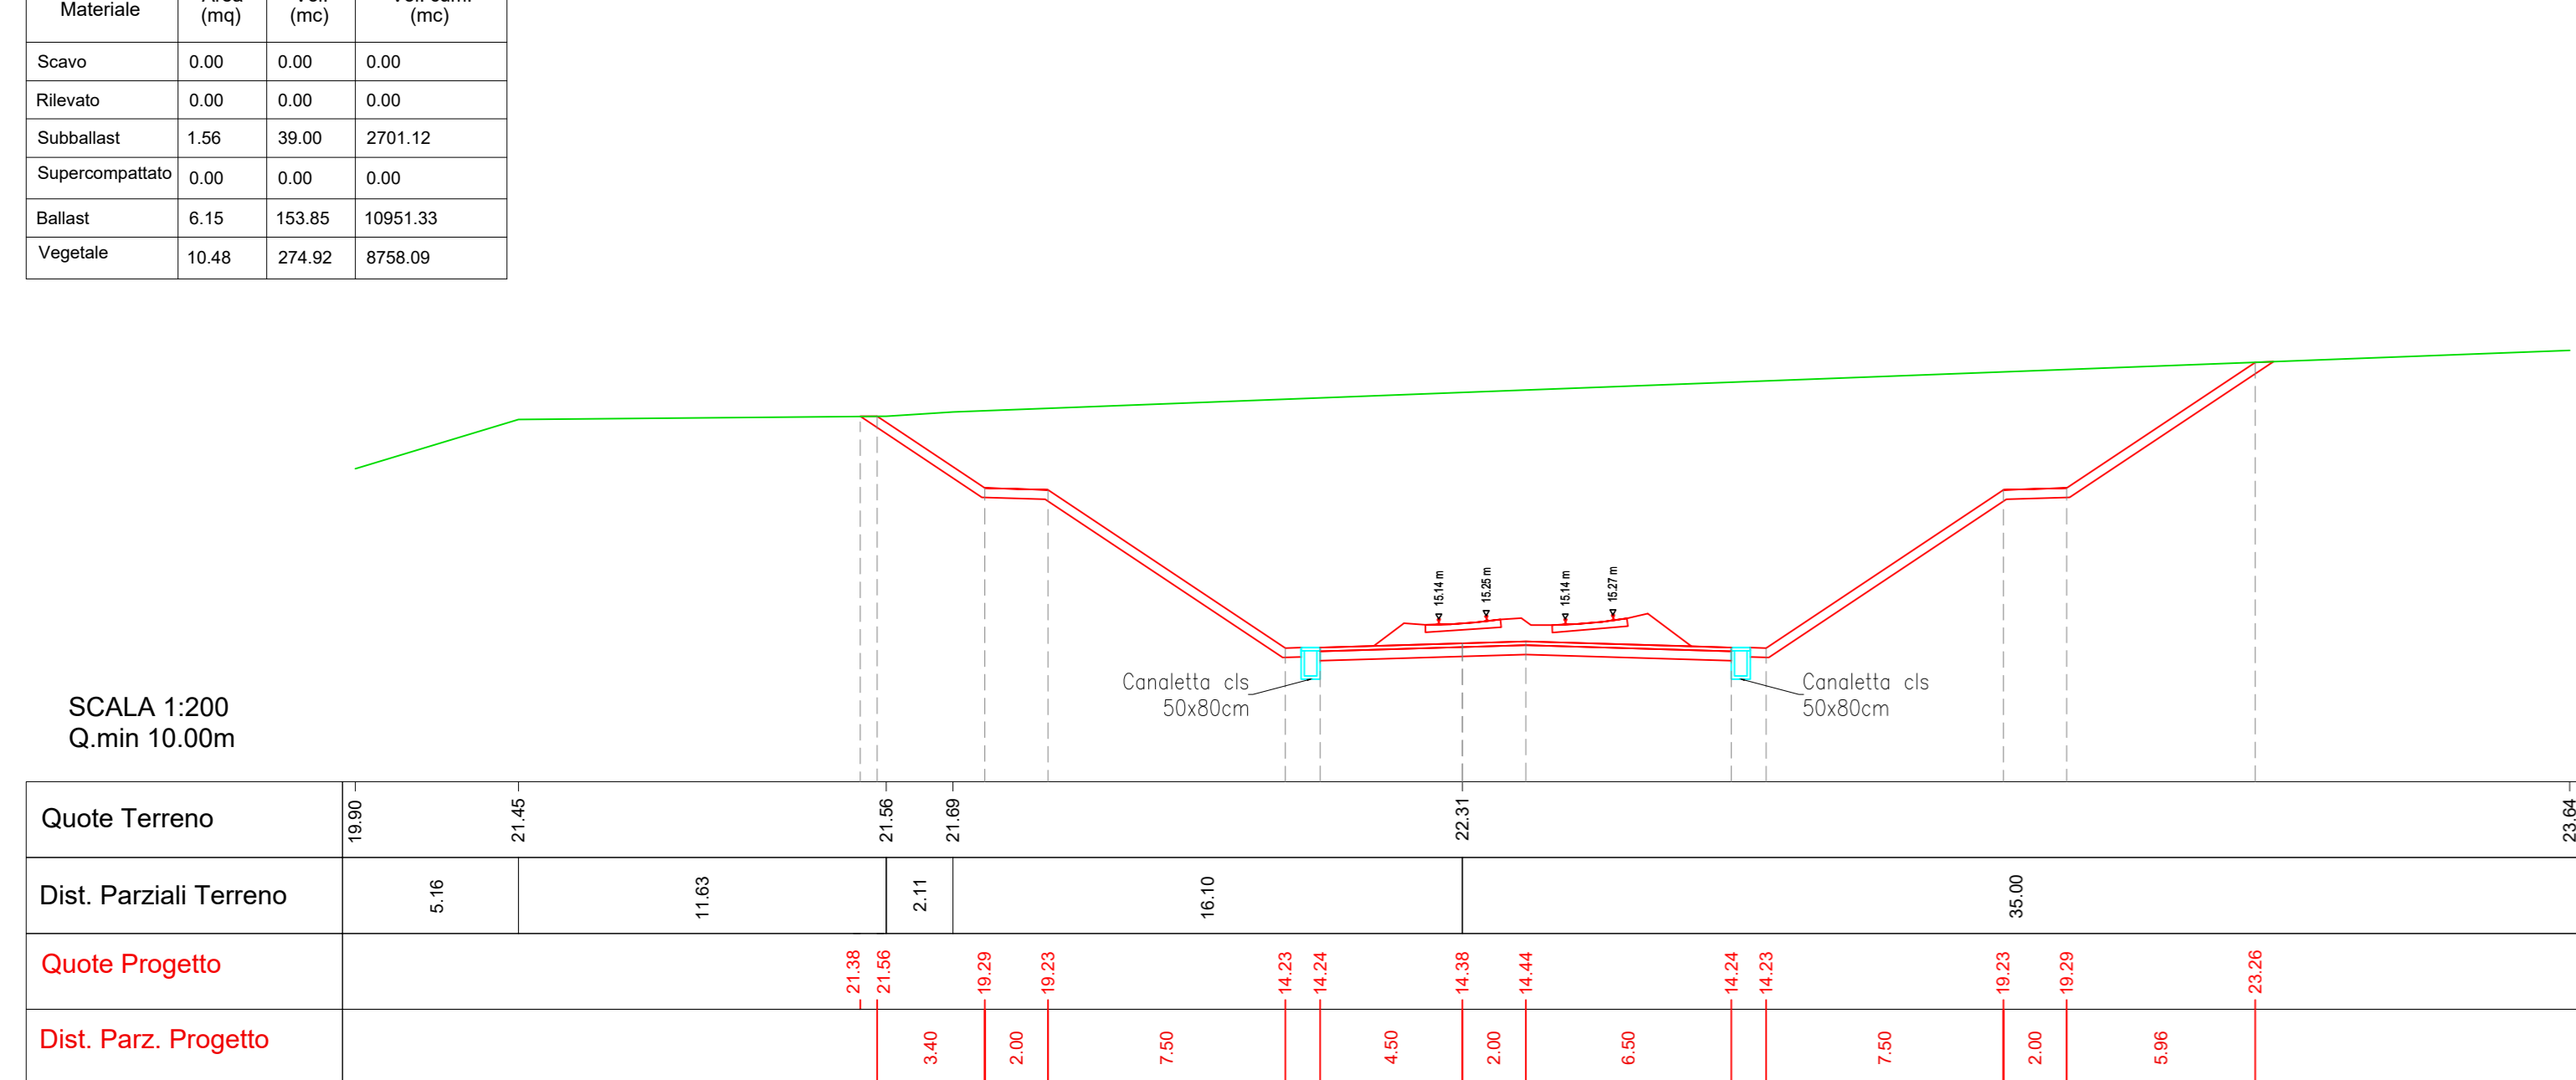 Materiale (mq) (mc) (mc)
Scavo 0.00 0.00 0.00
Rilevato 0.00 0.00 0.00
Subballast 1.56 39.00 2701.12
Supercompattato 0.00 0.00 0.00
Ballast 6.15 153.85 10951.33
Vegetale 10.48 274.92 8758.09
15.14 m 15.25 m 15.14 m 15.27 m
Canaletta cls
50x80cm
Canaletta cls
50x80cm
SCALA 1:200
Q.min 10.00m
Quote Terreno 19.90 21.45 21.56 21.69 22.31 23.64
Dist. Parziali Terreno 5.16 11.63 2.11 16.10 35.00
Quote Progetto 21.38 21.56 19.29 19.23 14.23 14.24 14.38 14.44 14.24 14.23 19.23 19.29 23.26
Dist. Parz. Progetto 3.40 2.00 7.50 4.50 2.00 6.50 7.50 2.00 5.96